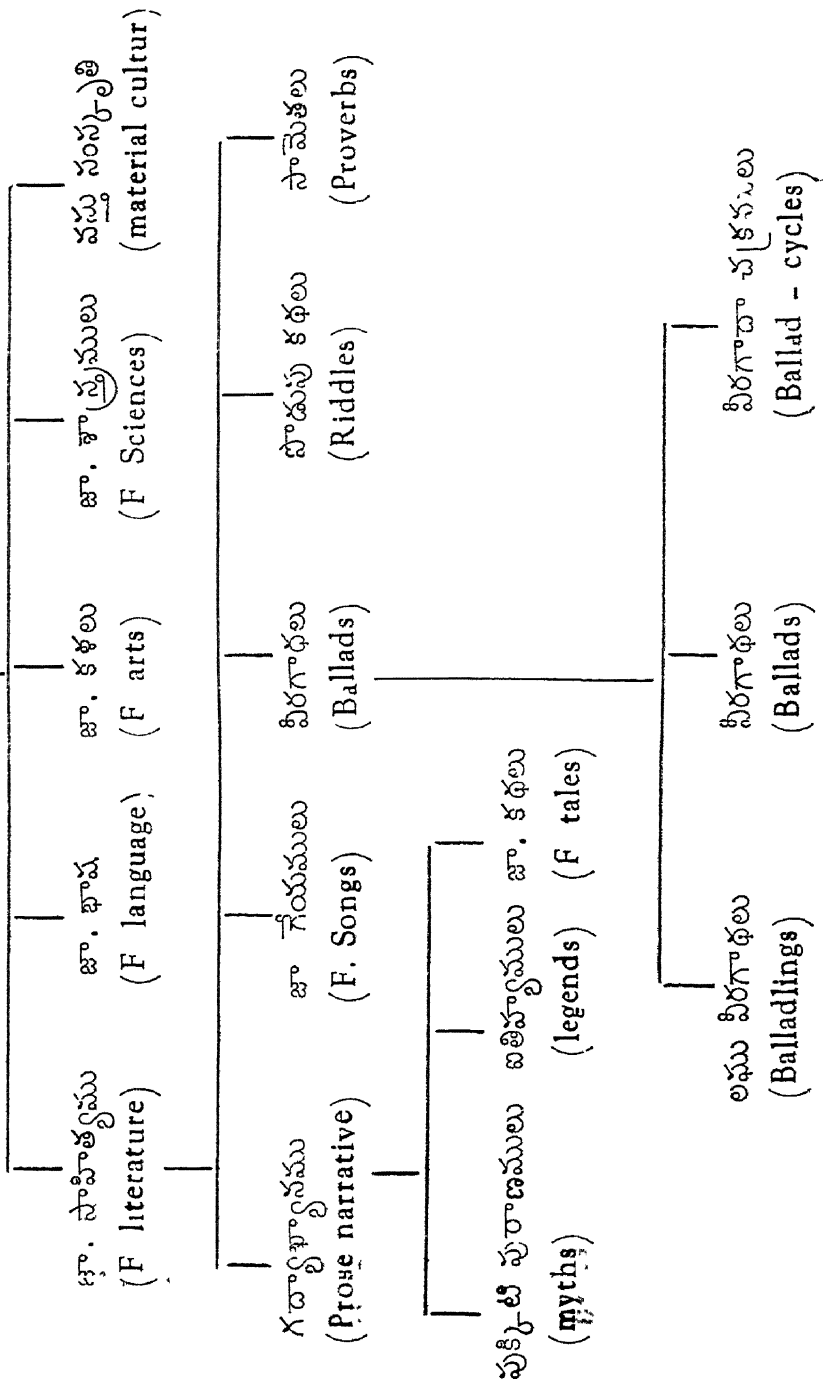 జా. సాహిత్యము
(F literature)
జా. భాష
(F language)
జా. కళలు
(F arts)
జా. శాస్త్రములు
(F Sciences)
వస్తు సంస్కృతి
(material cultur)
గద్యాఖ్యానము
(Prose narrative)
జా గేయములు
(F. Songs)
వీరగాథలు
(Ballads)
పొడుపు కథలు
(Riddles)
సామెతలు
(Proverbs)
పుక్కిటి పురాణములు
(myths)
ఐతిహ్యములు
(legends)
జా. కథలు
(F tales)
లఘు వీరగాథలు
(Balladlings)
వీరగాథలు
(Ballads)
వీరగాథా చక్రములు
(Ballad - cycles)